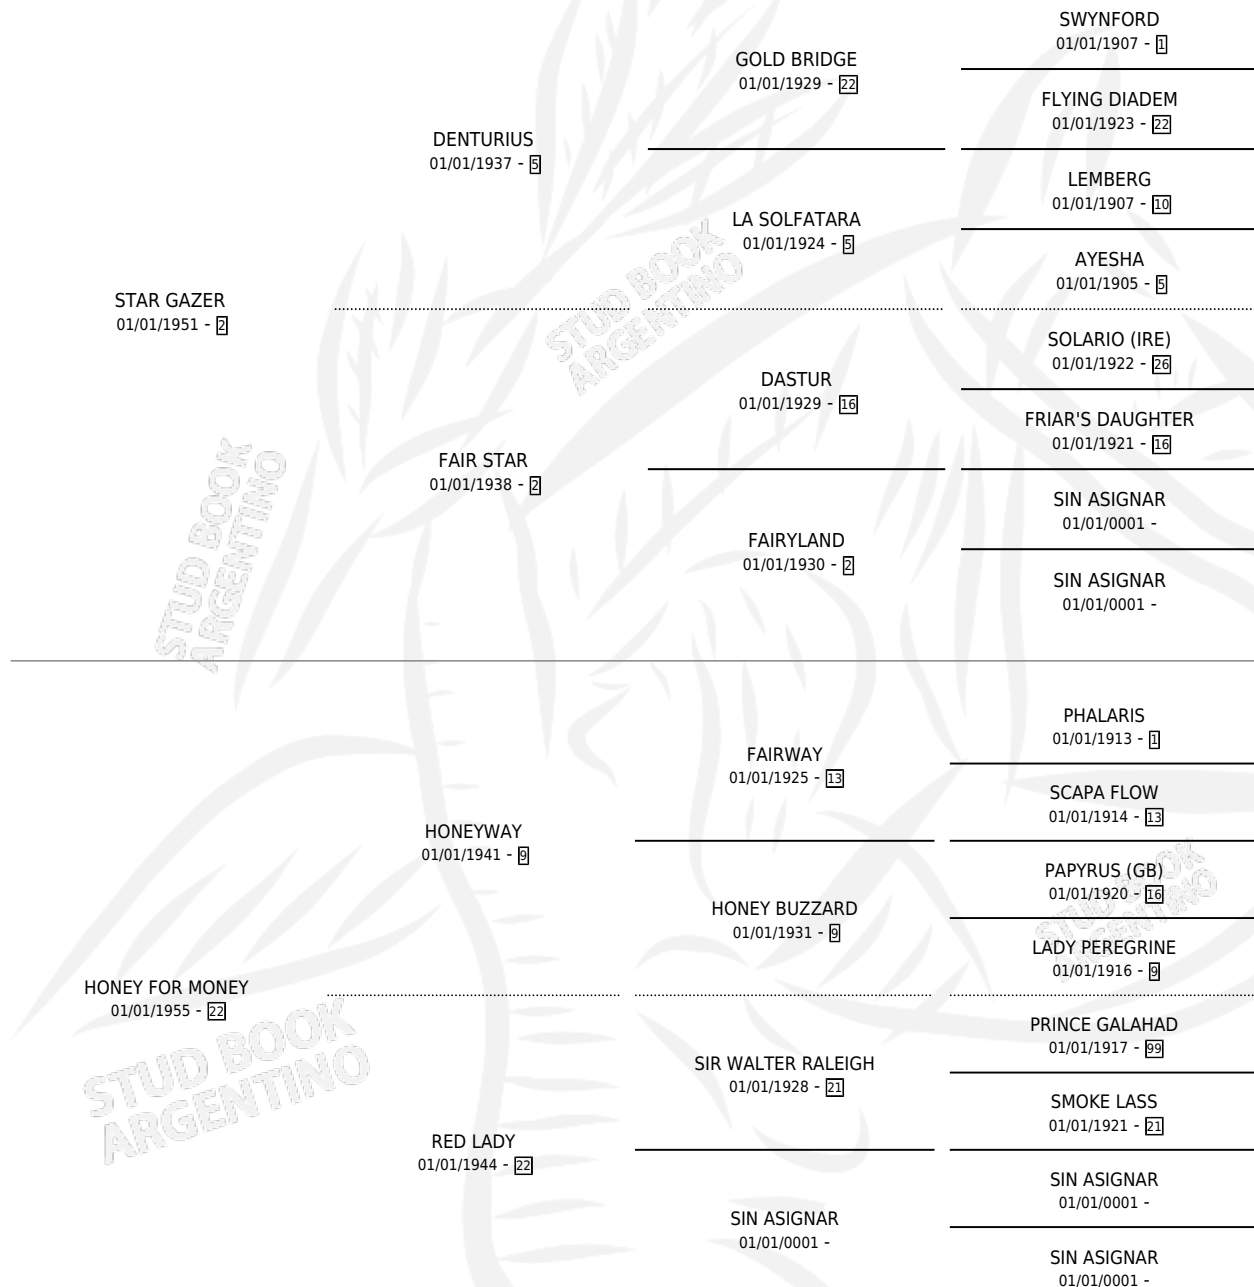 SWYNFORD
01/01/1907 - 1
GOLD BRIDGE
01/01/1929 - 22
FLYING DIADEM
01/01/1923 - 22
DENTURIUS
01/01/1937 - 5
LEMBERG
01/01/1907 - 10
LA SOLFATARA
01/01/1924 - 5
AYESHA
01/01/1905 - 5
STAR GAZER
01/01/1951 - 2
SOLARIO (IRE)
01/01/1922 - 26
DASTUR
01/01/1929 - 16
FRIAR'S DAUGHTER
01/01/1921 - 16
FAIR STAR
01/01/1938 - 2
SIN ASIGNAR
01/01/0001 -
FAIRYLAND
01/01/1930 - 2
SIN ASIGNAR
01/01/0001 -
PHALARIS
01/01/1913 - 1
FAIRWAY
01/01/1925 - 13
SCAPA FLOW
01/01/1914 - 13
HONEYWAY
01/01/1941 - 9
PAPYRUS (GB)
01/01/1920 - 16
HONEY BUZZARD
01/01/1931 - 9
LADY PEREGRINE
01/01/1916 - 9
HONEY FOR MONEY
01/01/1955 - 22
PRINCE GALAHAD
01/01/1917 - 99
SIR WALTER RALEIGH
01/01/1928 - 21
SMOKE LASS
01/01/1921 - 21
RED LADY
01/01/1944 - 22
SIN ASIGNAR
01/01/0001 -
SIN ASIGNAR
01/01/0001 -
SIN ASIGNAR
01/01/0001 -
STUD BOOK
ARGENTINO
STUD BOOK
ARGENTINO
STUD BOOK
ARGENTINO
STUD BOOK
ARGENTINO